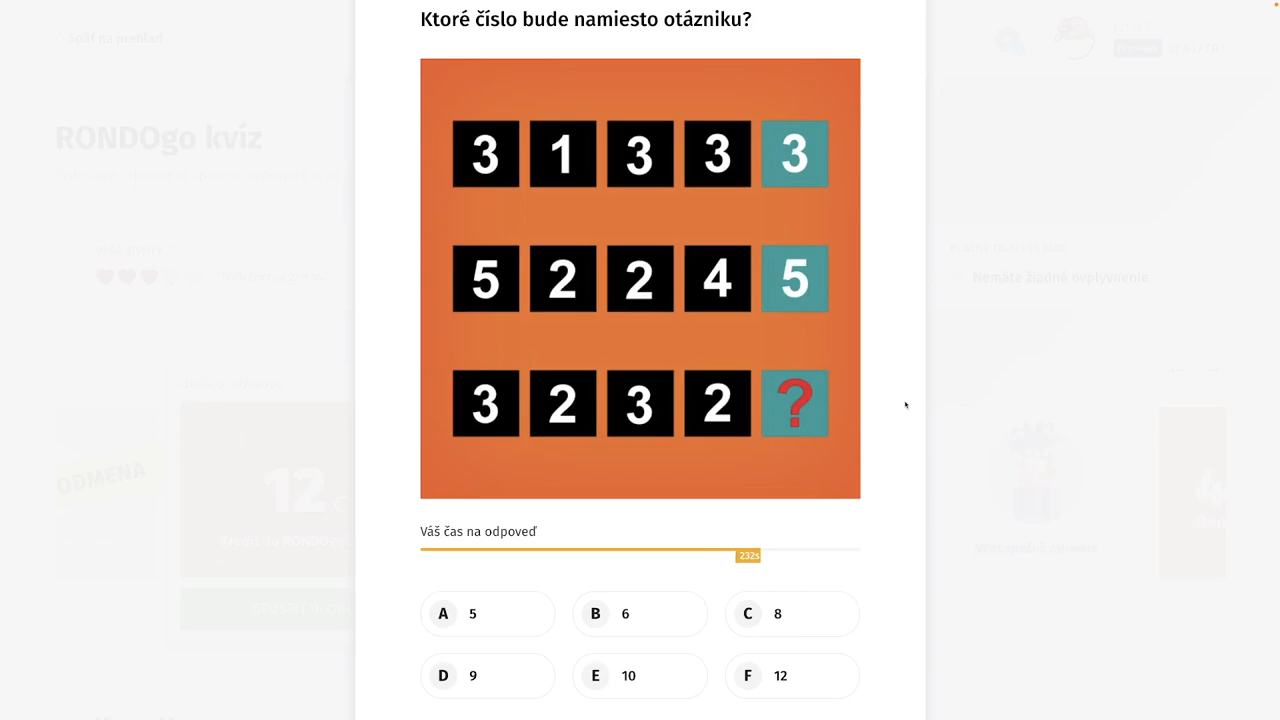 Ktoré číslo bude namiesto otázniku?
Späť na prehľad
RONDOgo kvíz
3 1 3 3 3
5 2 2 4 5
3 2 3 2 ?
Nemáte žiadne ovplyvnenie
ODMENA
12 €
Váš čas na odpoveď
232s
A 5
B 6
C 8
D 9
E 10
F 12